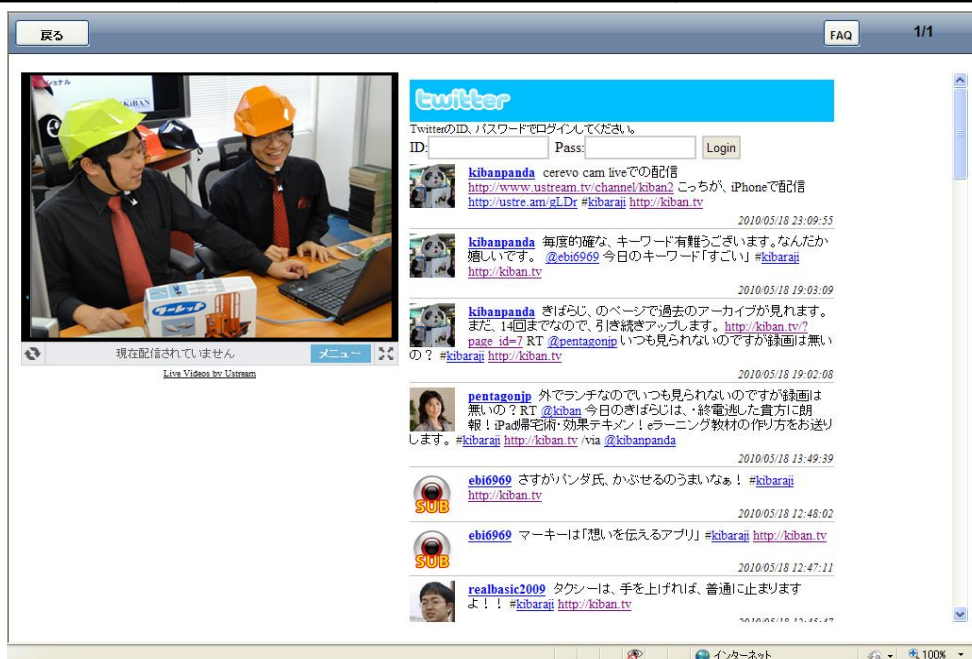 戻る
FAQ
1/1
KiBAN
twitter
TwitterのID、パスワードでログインしてください。
ID: Pass: Login
kibanpanda cerevo cam liveでの配信
http://www.ustream.tv/channel/kiban2 こっちが、iPhoneで配信
http://ustre.am/gLDr #kibaraji http://kiban.tv
2010/05/18 23:09:55
kibanpanda 毎度的確な、キーワード有難うございます。なんだか
嬉しいです。 @ebi6969 今日のキーワード「すごい」 #kibaraji
http://kiban.tv
2010/05/18 19:03:09
kibanpanda きばらじ、のページで過去のアーカイブが見れます。
まだ、14回までなので、引き続きアップします。 http://kiban.tv/?
page_id=7 RT @pentagonjp いつも見られないのですが録画は無い
の？ #kibaraji http://kiban.tv
2010/05/18 19:02:08
pentagonjp 外でランチなのでいつも見られないのですが録画は
無いの？RT @kiban 今日のきばらじは、・終電逃した貴方に朗
報！iPad帰宅術・効果テキメン！eラーニング教材の作り方をお送り
します。#kibaraji http://kiban.tv /via @kibanpanda
2010/05/18 13:49:39
ebi6969 さすがパンダ氏、かぶせるのうまいなぁ！ #kibaraji
http://kiban.tv
2010/05/18 12:48:02
SUB
ebi6969 マーキーは「想いを伝えるアプリ」 #kibaraji http://kiban.tv
2010/05/18 12:47:11
SUB
realbasic2009 タクシーは、手を上げれば、普通に止まります
よ！！ #kibaraji http://kiban.tv
2010/05/18 12:45:47
現在配信されていません
メニュー
Live Videos by Ustream
インターネット
100%